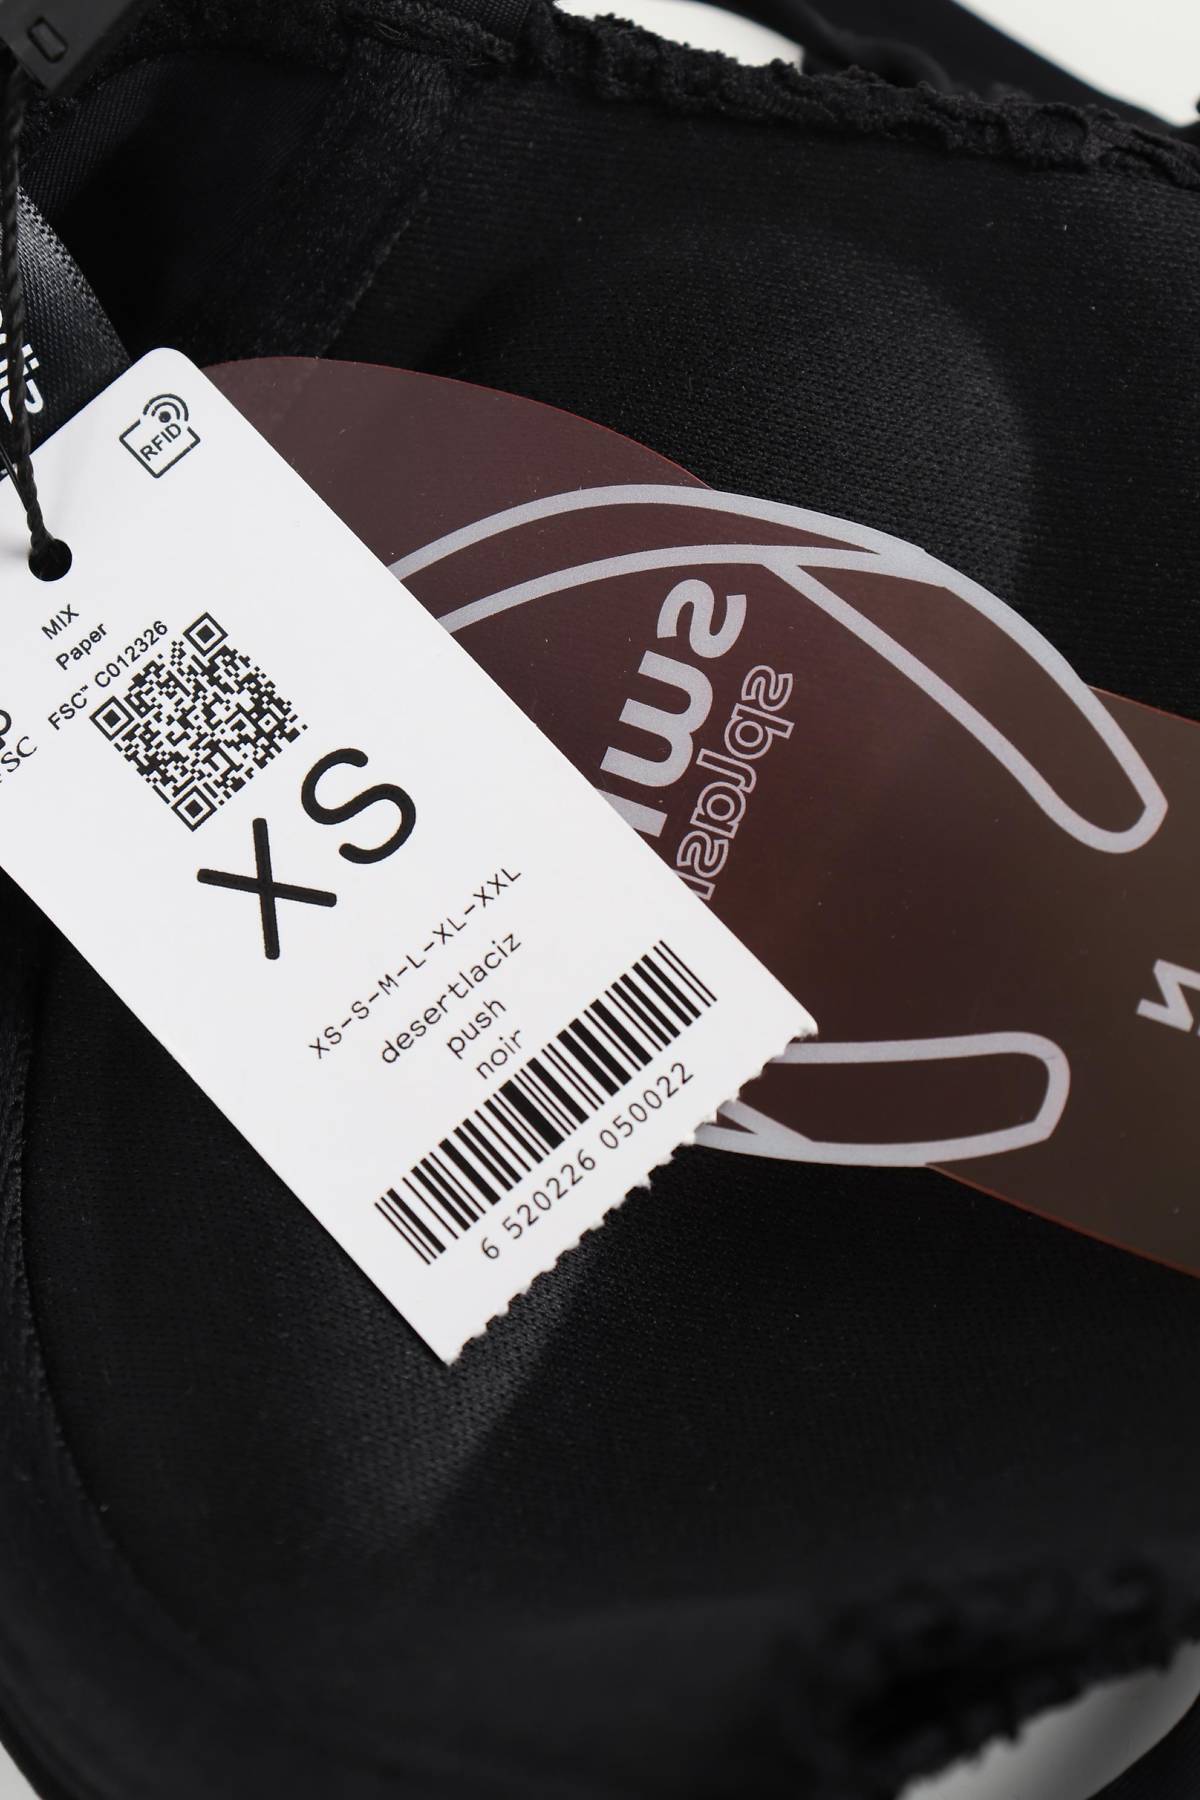 RFID
MIX
Paper
FSC™ C012326
XS
XS-S-M-L-XL-XXL
desertlaciz
push
noir
6 520226 050022
swim
splash